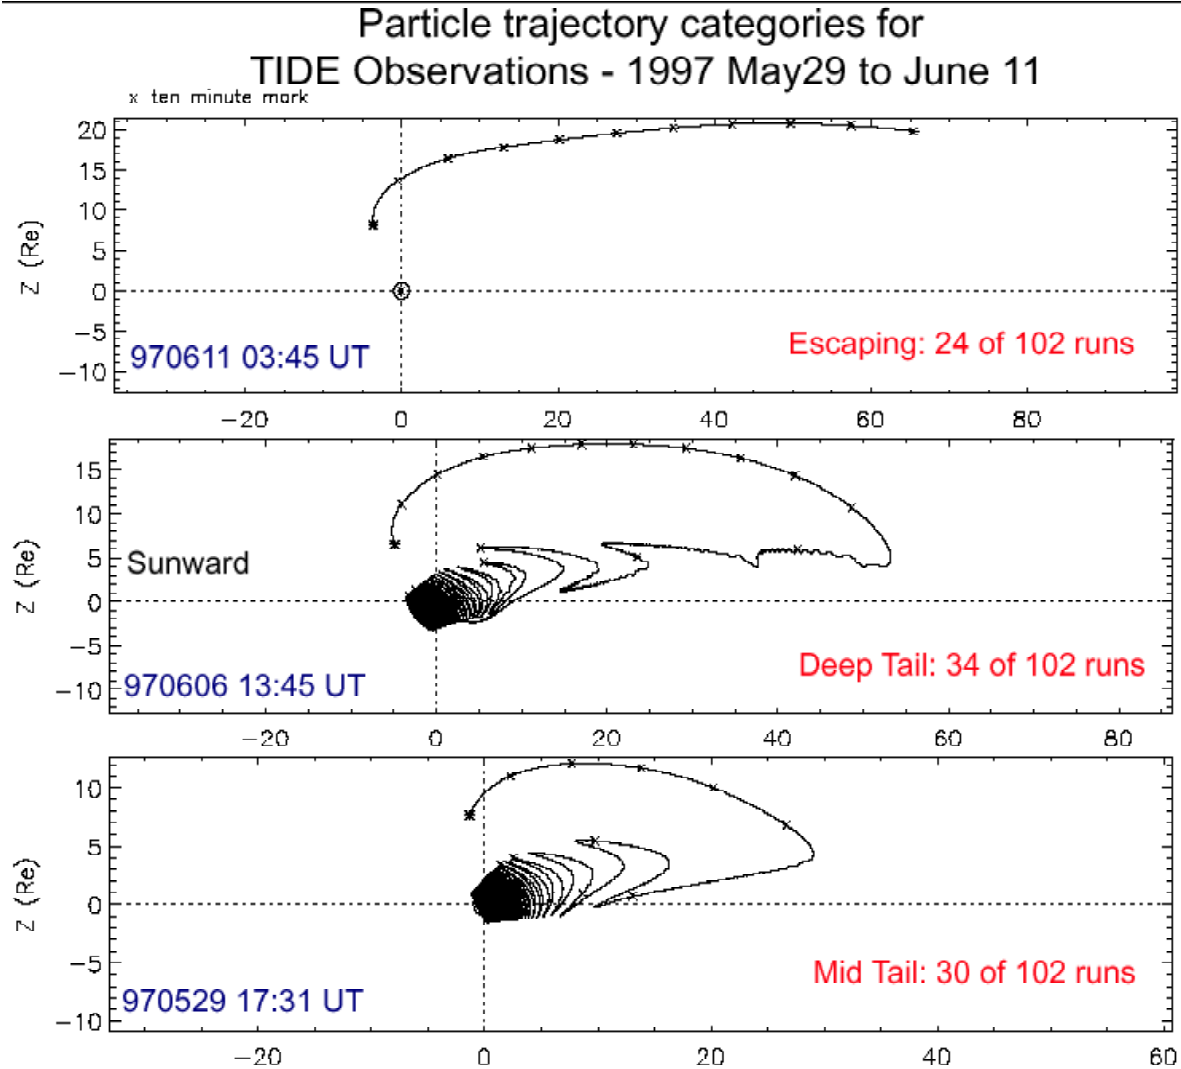 Particle trajectory categories for
TIDE Observations - 1997 May29 to June 11
x ten minute mark
20
15
10
5
0
−5
−10
Z (Re)
970611 03:45 UT
Escaping: 24 of 102 runs
−20 0 20 40 60 80
15
10
5
0
−5
−10
Z (Re)
Sunward
970606 13:45 UT
Deep Tail: 34 of 102 runs
−20 0 20 40 60 80
10
5
0
−5
−10
Z (Re)
970529 17:31 UT
Mid Tail: 30 of 102 runs
−20 0 20 40 60